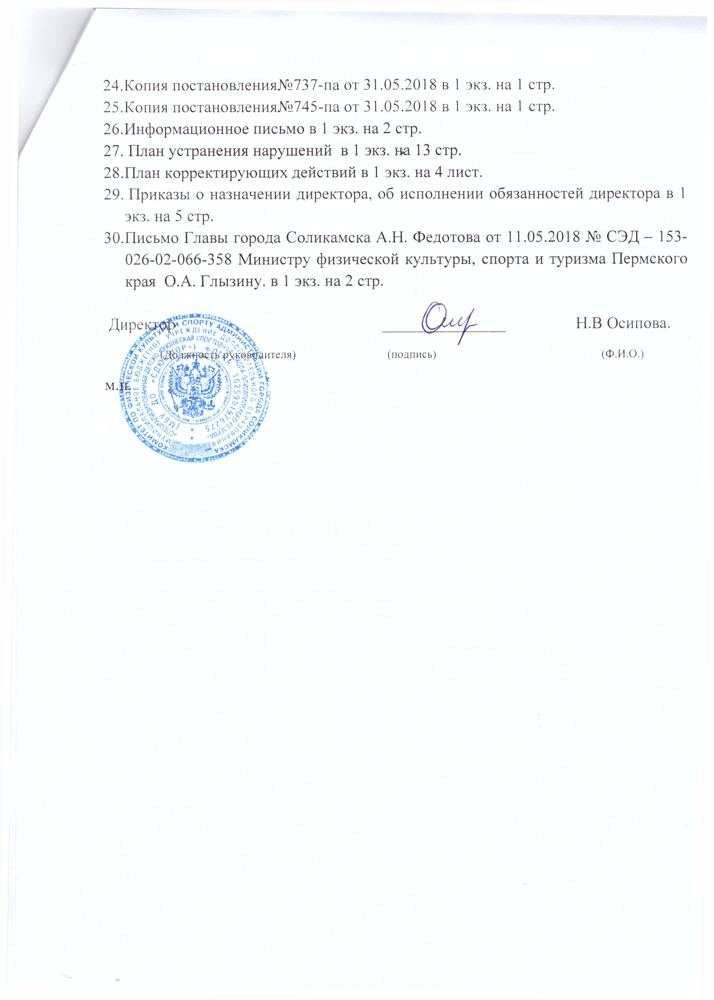 24.Копия постановления№737-па от 31.05.2018 в 1 экз. на 1 стр.
25.Копия постановления№745-па от 31.05.2018 в 1 экз. на 1 стр.
26.Информационное письмо в 1 экз. на 2 стр.
27. План устранения нарушений в 1 экз. на 13 стр.
28.План корректирующих действий в 1 экз. на 4 лист.
29. Приказы о назначении директора, об исполнении обязанностей директора в 1
экз. на 5 стр.
30.Письмо Главы города Соликамска А.Н. Федотова от 11.05.2018 № СЭД – 153-
026-02-066-358 Министру физической культуры, спорта и туризма Пермского
края О.А. Глызину. в 1 экз. на 2 стр.
Директор Н.В Осипова.
(Должность руководителя) (подпись) (Ф.И.О.)
м.п.
КОМИТЕТ ПО ФИЗИЧЕСКОЙ КУЛЬТУРЕ И СПОРТУ АДМИНИСТРАЦИИ ГОРОДА СОЛИКАМСКА
МУНИЦИПАЛЬНОЕ БЮДЖЕТНОЕ УЧРЕЖДЕНИЕ ДОПОЛНИТЕЛЬНОГО ОБРАЗОВАНИЯ
«СПЕЦИАЛИЗИРОВАННАЯ ДЕТСКО-ЮНОШЕСКАЯ СПОРТИВНАЯ ШКОЛА ОЛИМПИЙСКОГО РЕЗЕРВА»
(МБУ ДО «СДЮСШОР») * ОГРН 1025901976275 *